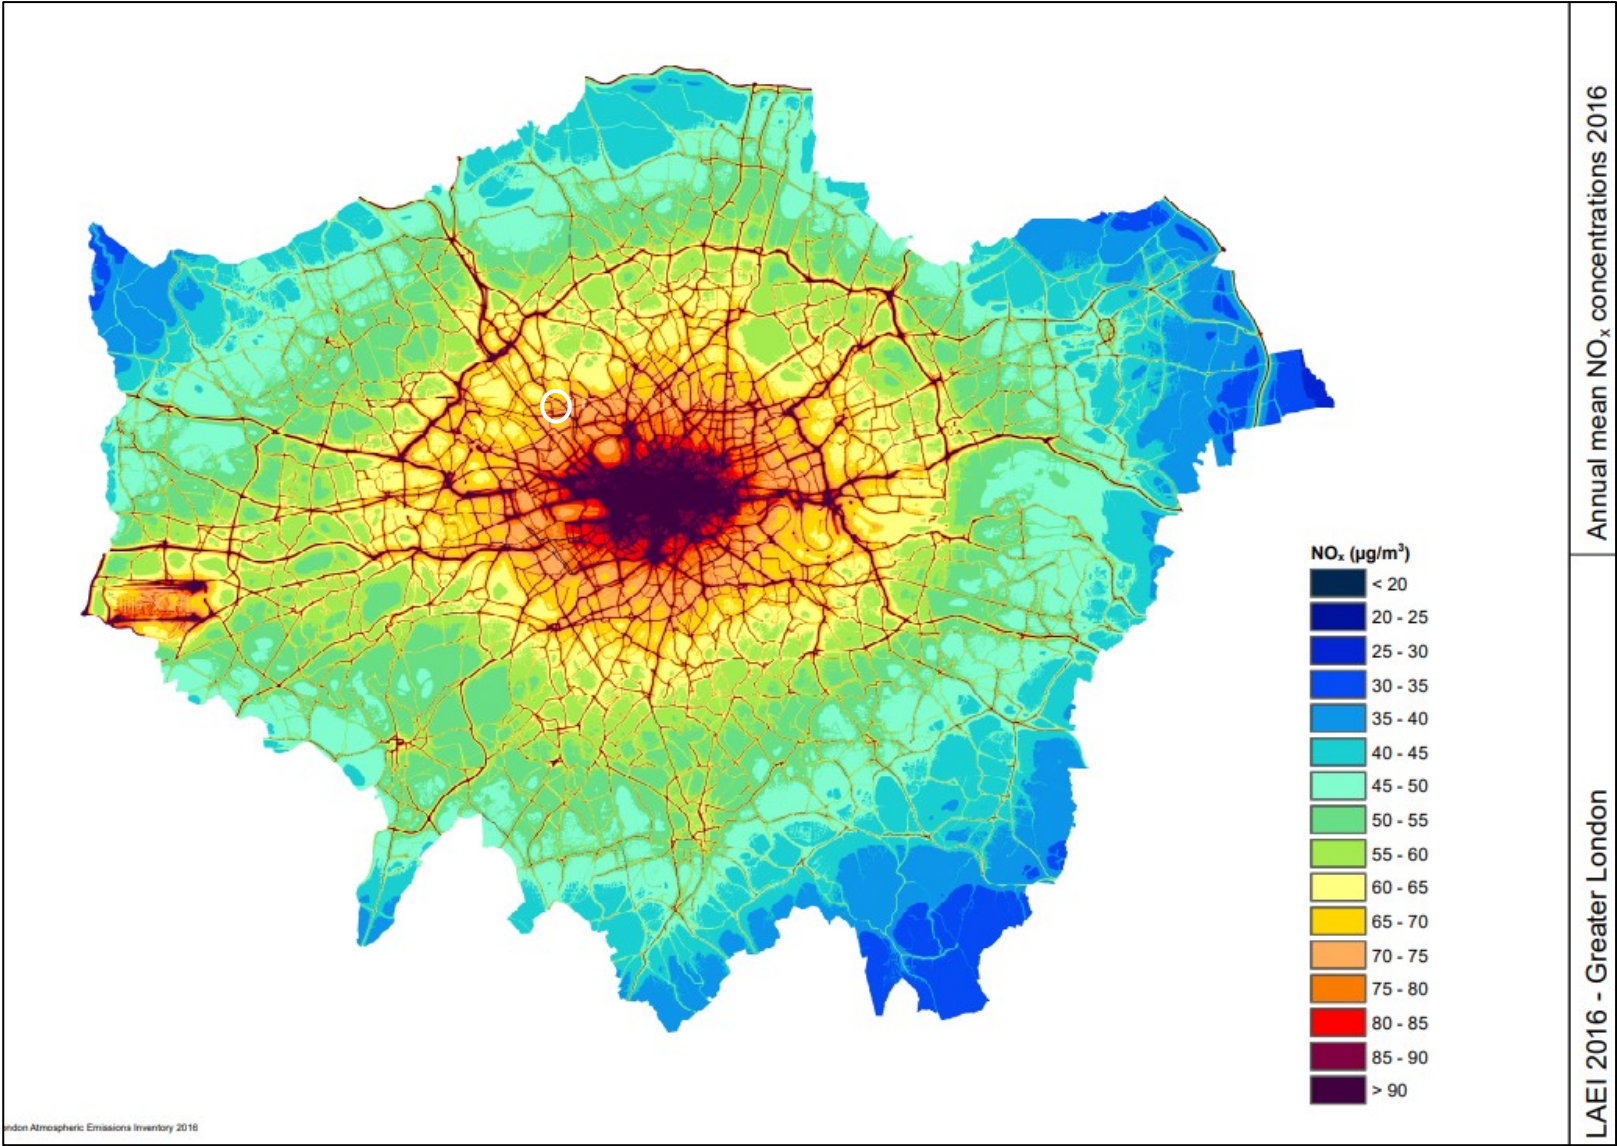 Annual mean NOx concentrations 2016
LAEI 2016 - Greater London
NOx (µg/m³)
< 20
20 - 25
25 - 30
30 - 35
35 - 40
40 - 45
45 - 50
50 - 55
55 - 60
60 - 65
65 - 70
70 - 75
75 - 80
80 - 85
85 - 90
> 90
ondon Atmospheric Emissions Inventory 2016